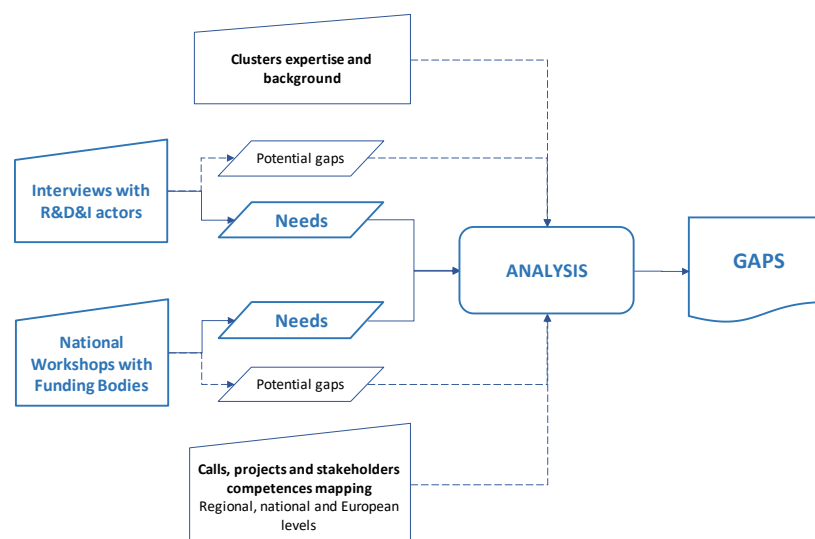 Clusters expertise and
background
Potential gaps
Interviews with
R&D&I actors
Needs
ANALYSIS
GAPS
Needs
National
Workshops with
Funding Bodies
Potential gaps
Calls, projects and stakeholders
competences mapping
Regional, national and European
levels